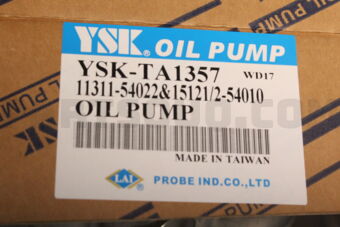 YSK® OIL PUMP
YSK-TA1357 WD17
11311-54022&15121/2-54010
OIL PUMP
MADE IN TAIWAN
LAL PROBE IND.CO.,LTD